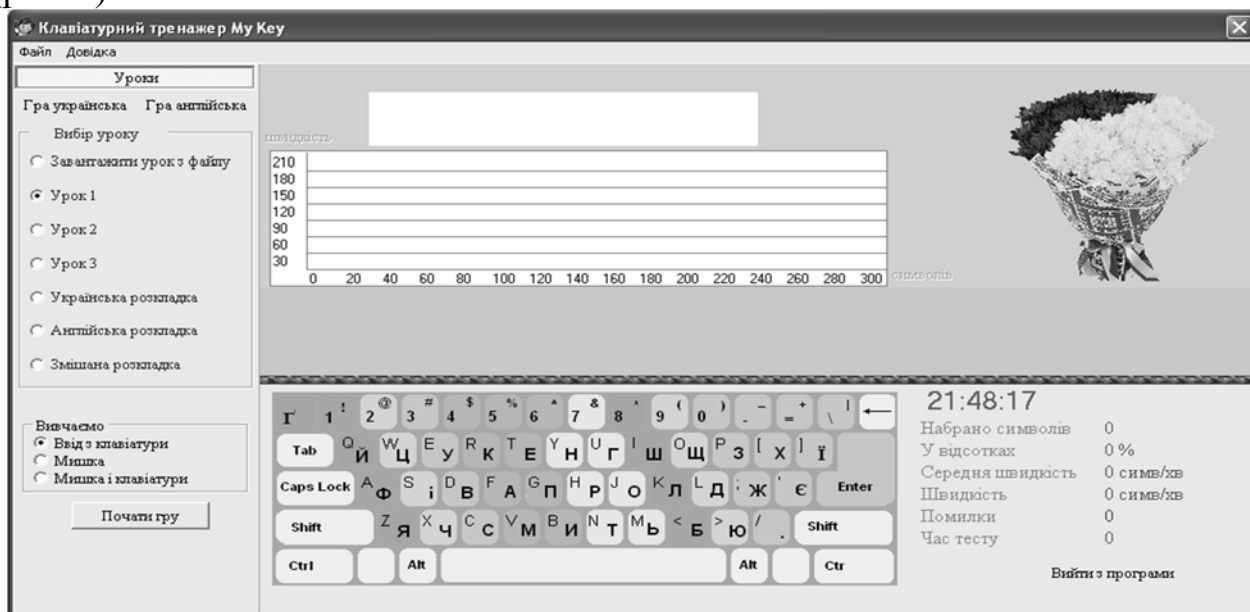 Клавіатурний тренажер My Key
Файл Довідка
Уроки
Гра українська Гра англійська
Вибір уроку
Завантажити урок з файлу
Урок 1
Урок 2
Урок 3
Українська розкладка
Англійська розкладка
Змішана розкладка
Вивчаємо
Ввід з клавіатури
Мишка
Мишка і клавіатури
Почати гру
швидкість
210
180
150
120
90
60
30
0 20 40 60 80 100 120 140 160 180 200 220 240 260 280 300
символів
Ґ ' 1 ! 2 @ 3 # 4 $ 5 % 6 ^ 7 & 8 * 9 ( 0 ) - _ = + \ | ←
Tab Q Й W Ц E У R К T Е Y Н U Г I Ш O Щ P З [ Х ] Ї
Caps Lock A Ф S і D В F А G П H Р J О K Л L Д ; Ж ' Є Enter
Shift Z Я X Ч C С V М B И N Т M Ь < Б > Ю / . Shift
Ctrl Alt Alt Ctr
21:48:17
Набрано символів 0
У відсотках 0 %
Середня швидкість 0 симв/хв
Швидкість 0 симв/хв
Помилки 0
Час тесту 0
Вийти з програми